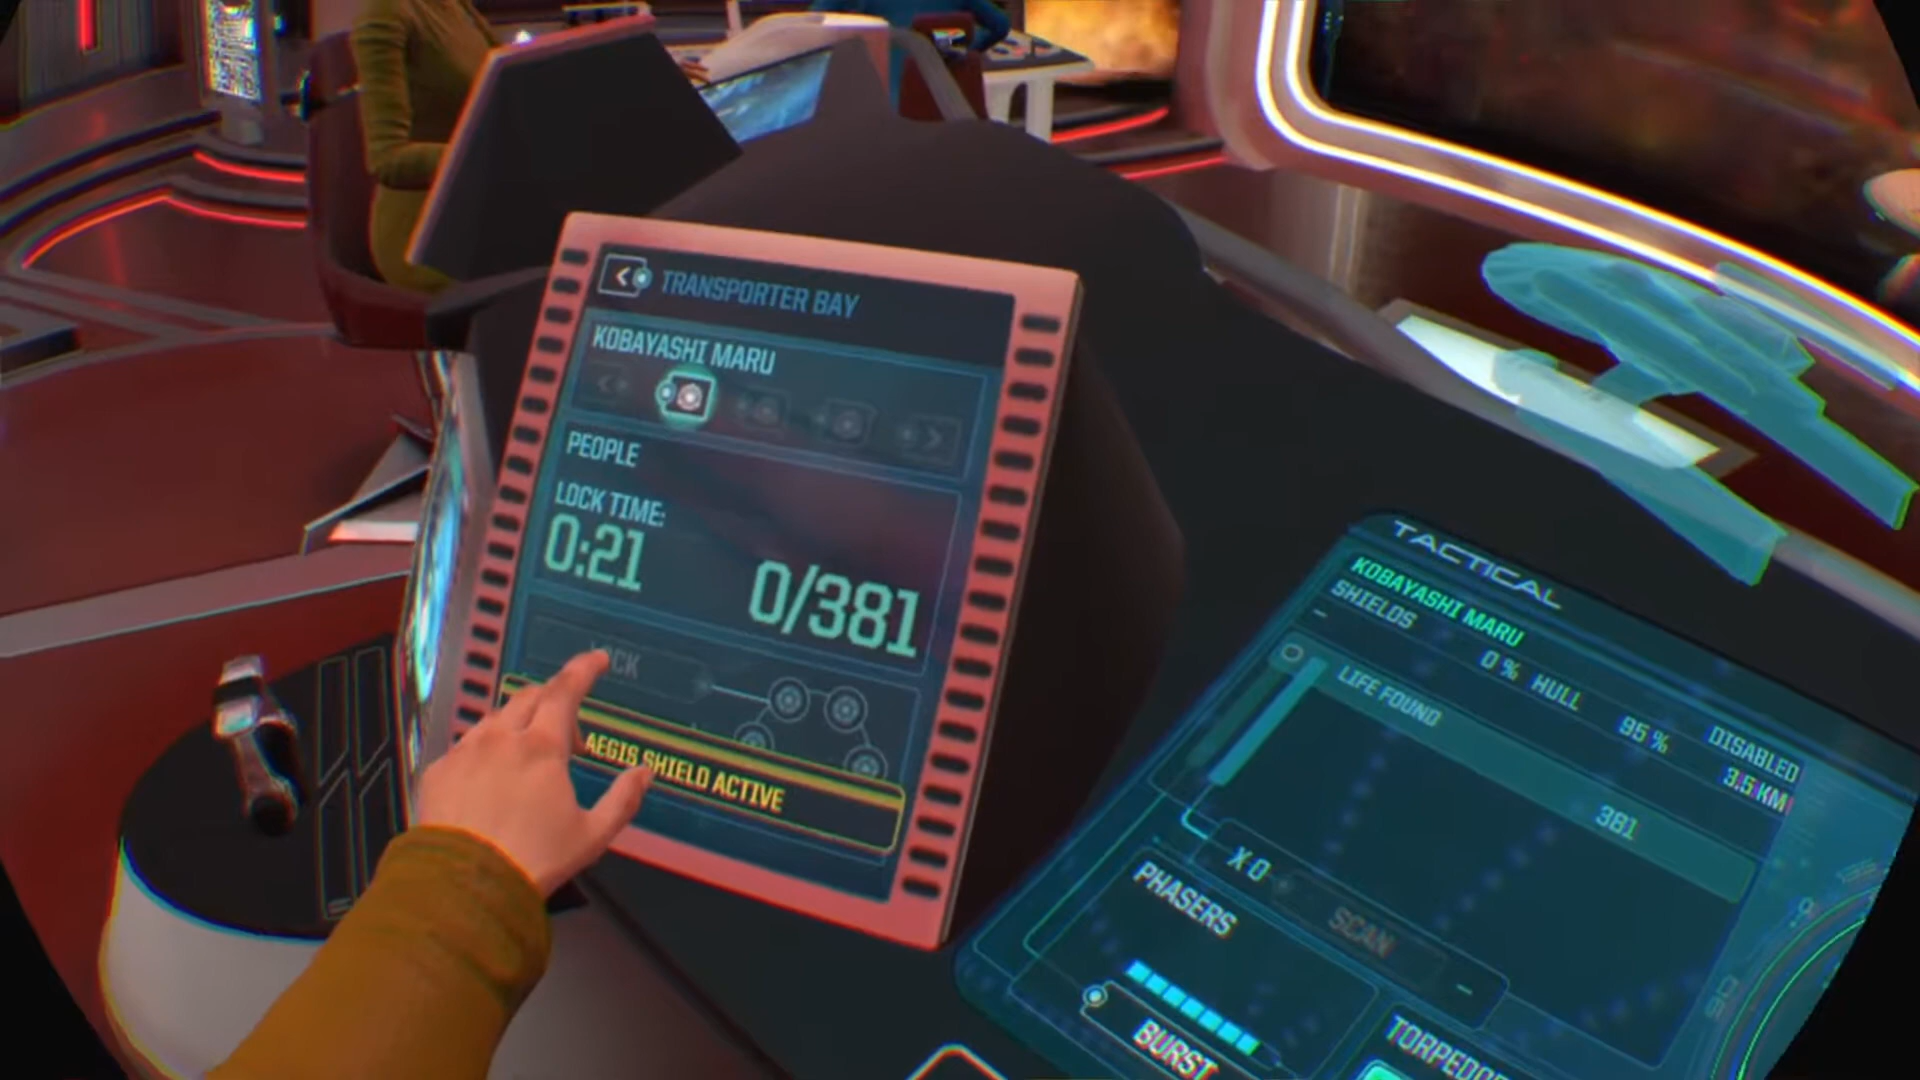 TRANSPORTER BAY
KOBAYASHI MARU
PEOPLE
LOCK TIME:
0:21
0/381
LOCK
AEGIS SHIELD ACTIVE
TACTICAL
KOBAYASHI MARU
DISABLED
SHIELDS
0 %
HULL
95 %
3.5 KM
LIFE FOUND
381
X 0
SCAN
PHASERS
BURST